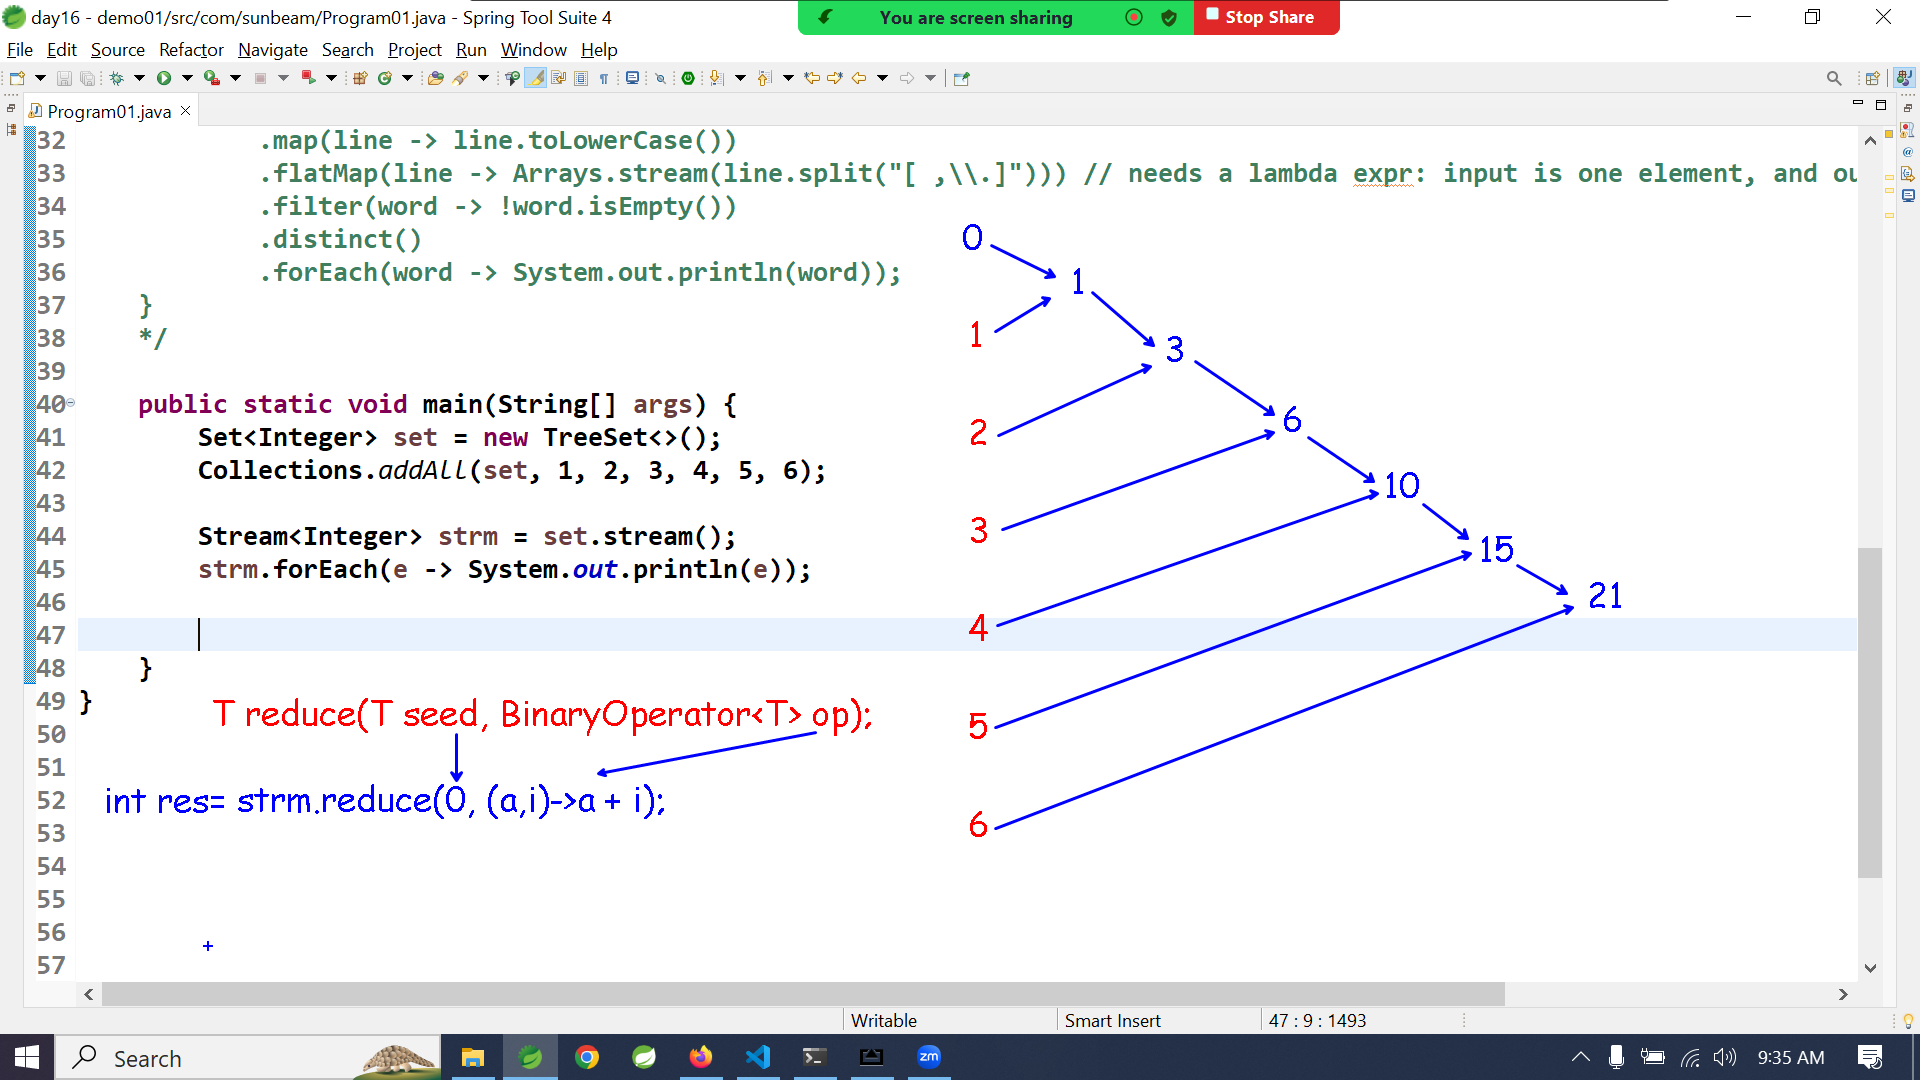 day16 - demo01/src/com/sunbeam/Program01.java - Spring Tool Suite 4
You are screen sharing
Stop Share
File Edit Source Refactor Navigate Search Project Run Window Help
Program01.java
32 .map(line -> line.toLowerCase())
33 .flatMap(line -> Arrays.stream(line.split("[ ,\\.]"))) // needs a lambda expr: input is one element, and ou
34 .filter(word -> !word.isEmpty())
35 .distinct()
36 .forEach(word -> System.out.println(word));
37 }
38 */
39
40 public static void main(String[] args) {
41 Set<Integer> set = new TreeSet<>();
42 Collections.addAll(set, 1, 2, 3, 4, 5, 6);
43
44 Stream<Integer> strm = set.stream();
45 strm.forEach(e -> System.out.println(e));
46
47
48 }
49 }
50
51
52
53
54
55
56
57
T reduce(T seed, BinaryOperator<T> op);
int res= strm.reduce(0, (a,i)->a + i);
0
1
1
3
2
6
3
10
4
15
5
21
6
Writable
Smart Insert
47 : 9 : 1493
Search
zm
9:35 AM